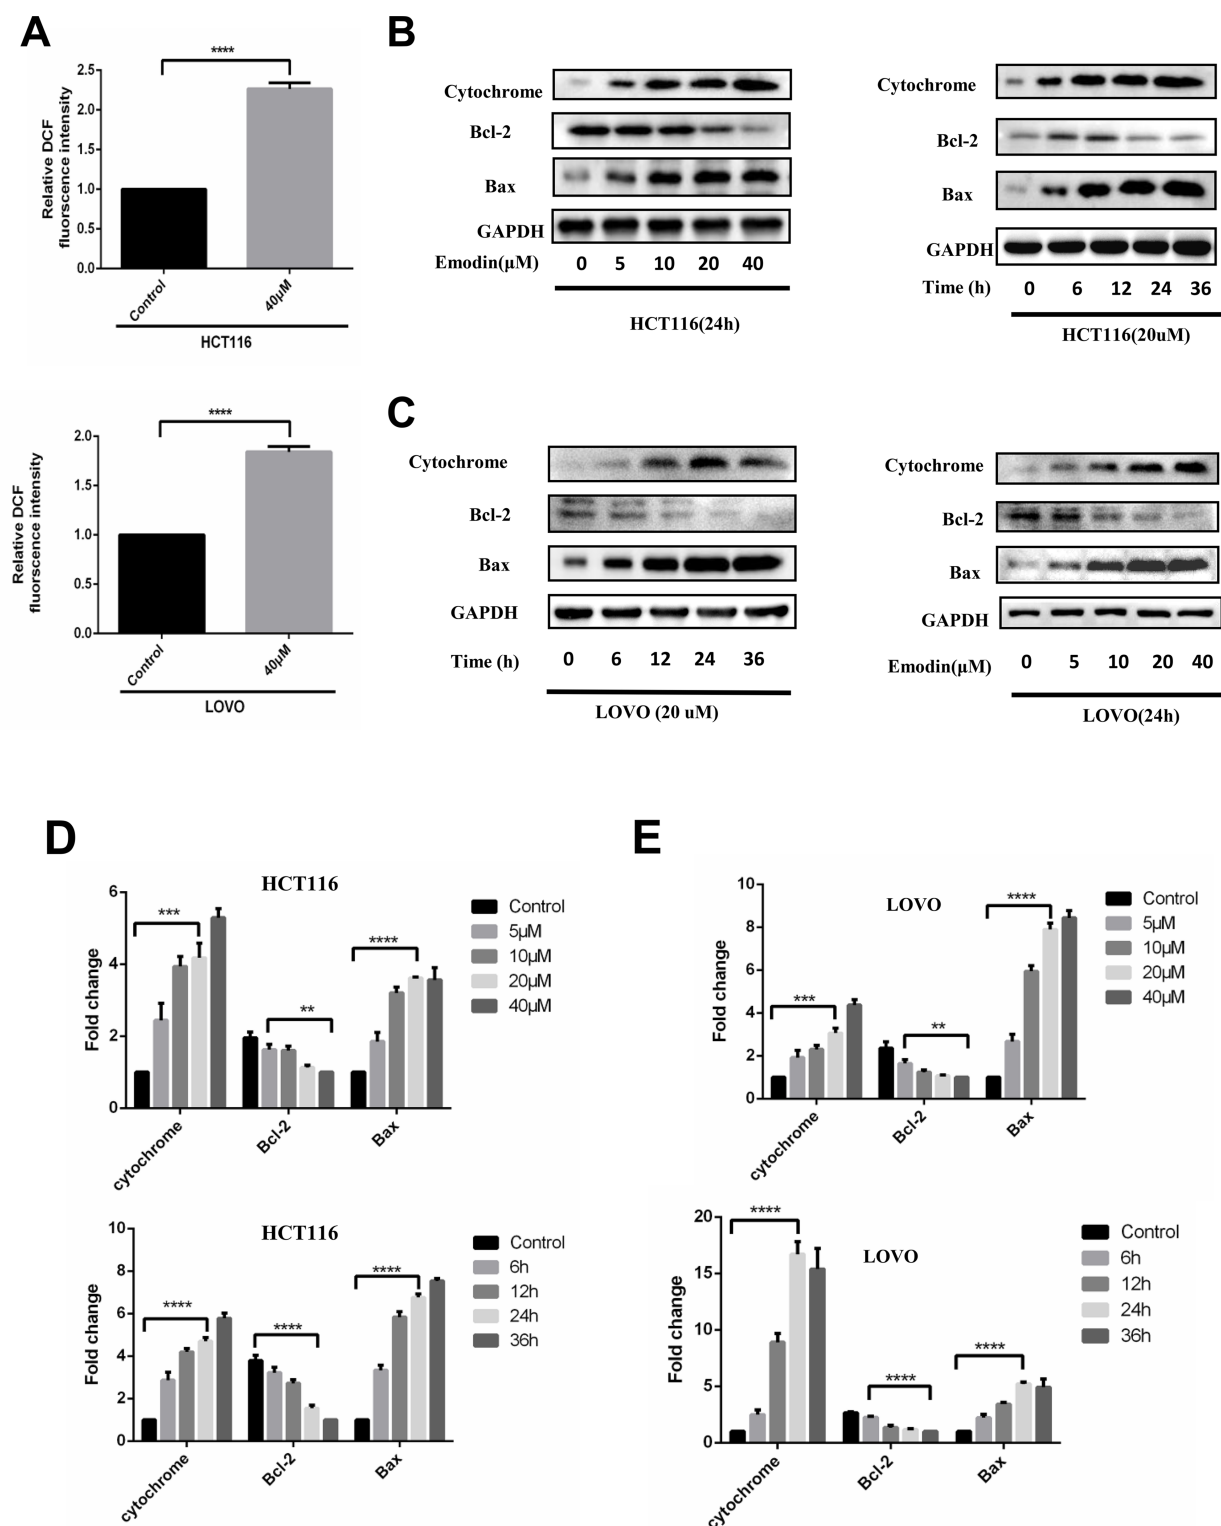 A
****
2.5
2.0
1.5
1.0
0.5
0.0
Relative DCF
fluorscence intensity
Control
40μM
HCT116
****
2.0
1.5
1.0
0.5
0.0
Relative DCF
fluorescence intensity
Control
40μM
LOVO
B
Cytochrome
Bcl-2
Bax
GAPDH
Emodin(μM) 0 5 10 20 40
HCT116(24h)
Cytochrome
Bcl-2
Bax
GAPDH
Time (h) 0 6 12 24 36
HCT116(20uM)
C
Cytochrome
Bcl-2
Bax
GAPDH
Time (h) 0 6 12 24 36
LOVO (20 uM)
Cytochrome
Bcl-2
Bax
GAPDH
Emodin(μM) 0 5 10 20 40
LOVO(24h)
D
HCT116
6
4
2
0
Fold change
***
**
****
cytochrome
Bcl-2
Bax
Control
5μM
10μM
20μM
40μM
HCT116
10
8
6
4
2
0
Fold change
****
****
****
cytochrome
Bcl-2
Bax
Control
6h
12h
24h
36h
E
LOVO
10
8
6
4
2
0
Fold change
***
**
****
cytochrome
Bcl-2
Bax
Control
5μM
10μM
20μM
40μM
LOVO
20
15
10
5
0
Fold change
****
****
****
cytochrome
Bcl-2
Bax
Control
6h
12h
24h
36h